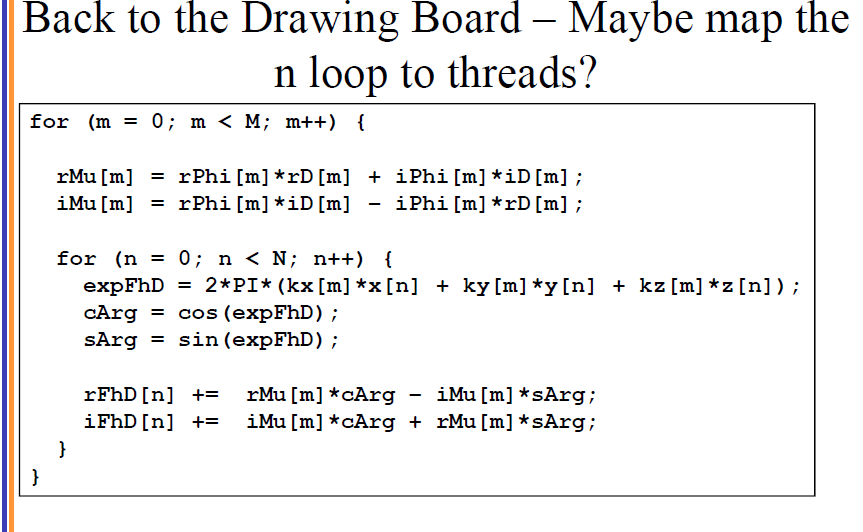 Back to the Drawing Board – Maybe map the
n loop to threads?
for (m = 0; m < M; m++) {
rMu[m] = rPhi[m]*rD[m] + iPhi[m]*iD[m];
iMu[m] = rPhi[m]*iD[m] - iPhi[m]*rD[m];
for (n = 0; n < N; n++) {
expFhD = 2*PI*(kx[m]*x[n] + ky[m]*y[n] + kz[m]*z[n]);
cArg = cos(expFhD);
sArg = sin(expFhD);
rFhD[n] += rMu[m]*cArg - iMu[m]*sArg;
iFhD[n] += iMu[m]*cArg + rMu[m]*sArg;
}
}